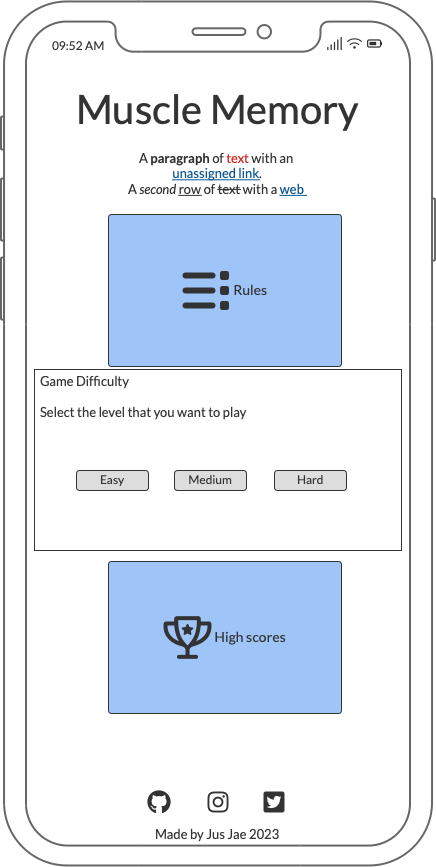 09:52 AM
Muscle Memory
A paragraph of text with an
unassigned link.
A second row of text with a web
Rules
Game Difficulty
Select the level that you want to play
Easy Medium Hard
High scores
Made by Jus Jae 2023